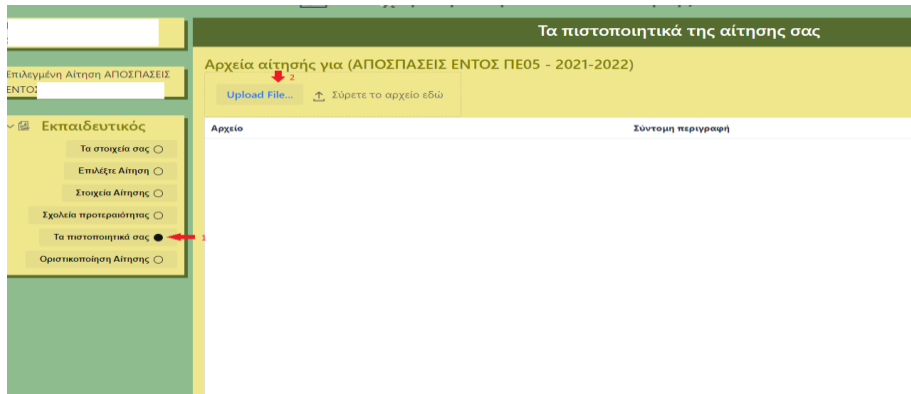 Τα πιστοποιητικά της αίτησης σας
Επιλεγμένη Αίτηση ΑΠΟΣΠΑΣΕΙΣ
ΕΝΤΟΣ
Εκπαιδευτικός
Τα στοιχεία σας
Επιλέξτε Αίτηση
Στοιχεία Αίτησης
Σχολεία προτεραιότητας
Τα πιστοποιητικά σας
1
Οριστικοποίηση Αίτησης
Αρχεία αίτησής για (ΑΠΟΣΠΑΣΕΙΣ ΕΝΤΟΣ ΠΕ05 - 2021-2022)
2
Upload File... Σύρετε το αρχείο εδώ
Αρχείο Σύντομη περιγραφή